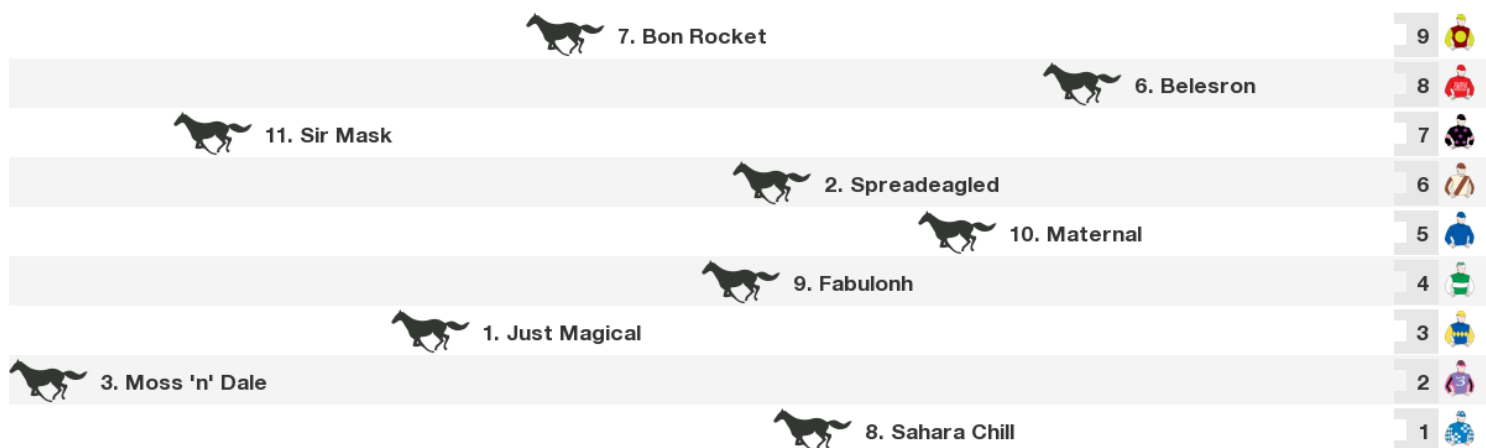 7. Bon Rocket 9
6. Belesron 8
11. Sir Mask 7
2. Spreadeagled 6
10. Maternal 5
9. Fabulonh 4
1. Just Magical 3
3. Moss 'n' Dale 2 3
8. Sahara Chill 1